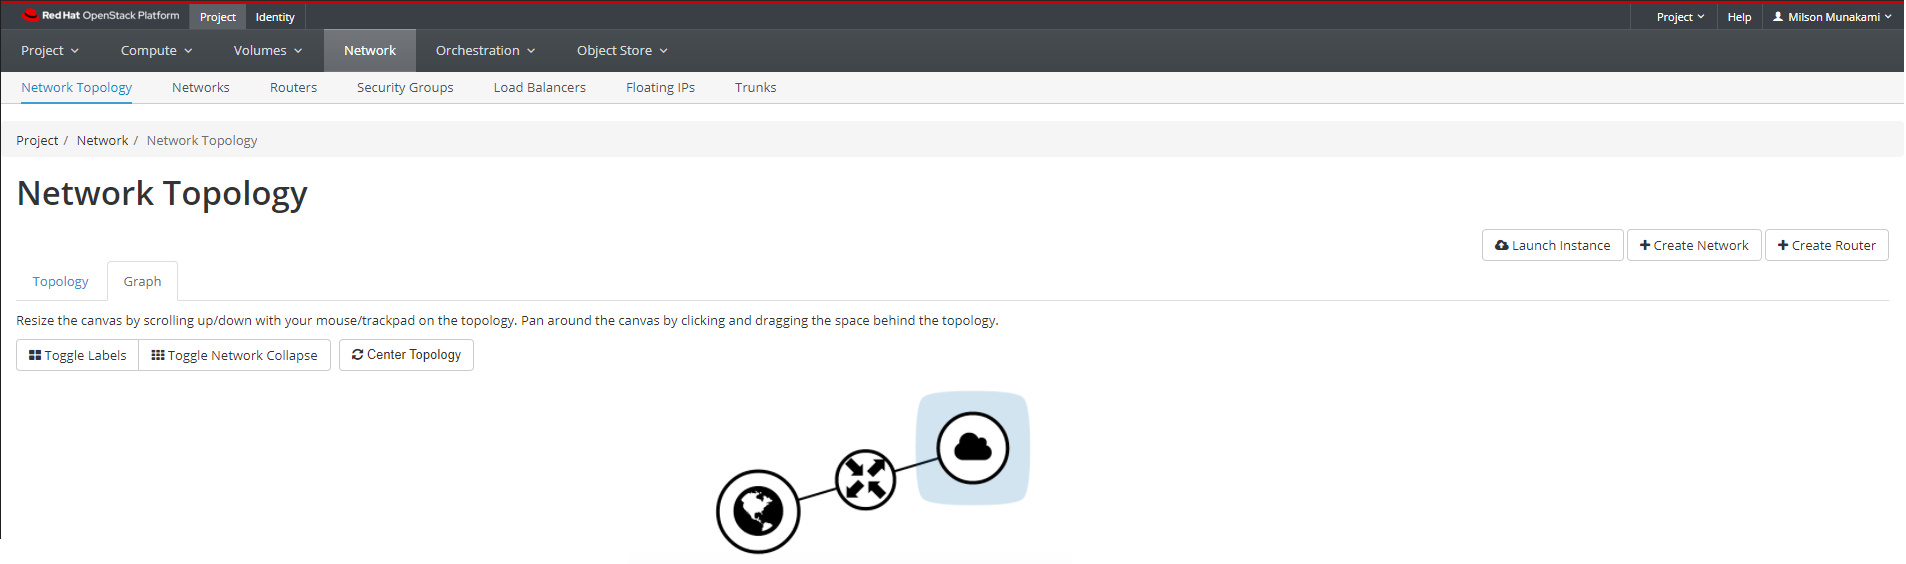 Red Hat OpenStack Platform Project Identity Project Help Milson Munakami
Project Compute Volumes Network Orchestration Object Store
Network Topology Networks Routers Security Groups Load Balancers Floating IPs Trunks
Project / Network / Network Topology
Network Topology
Launch Instance + Create Network + Create Router
Topology Graph
Resize the canvas by scrolling up/down with your mouse/trackpad on the topology. Pan around the canvas by clicking and dragging the space behind the topology.
Toggle Labels Toggle Network Collapse Center Topology